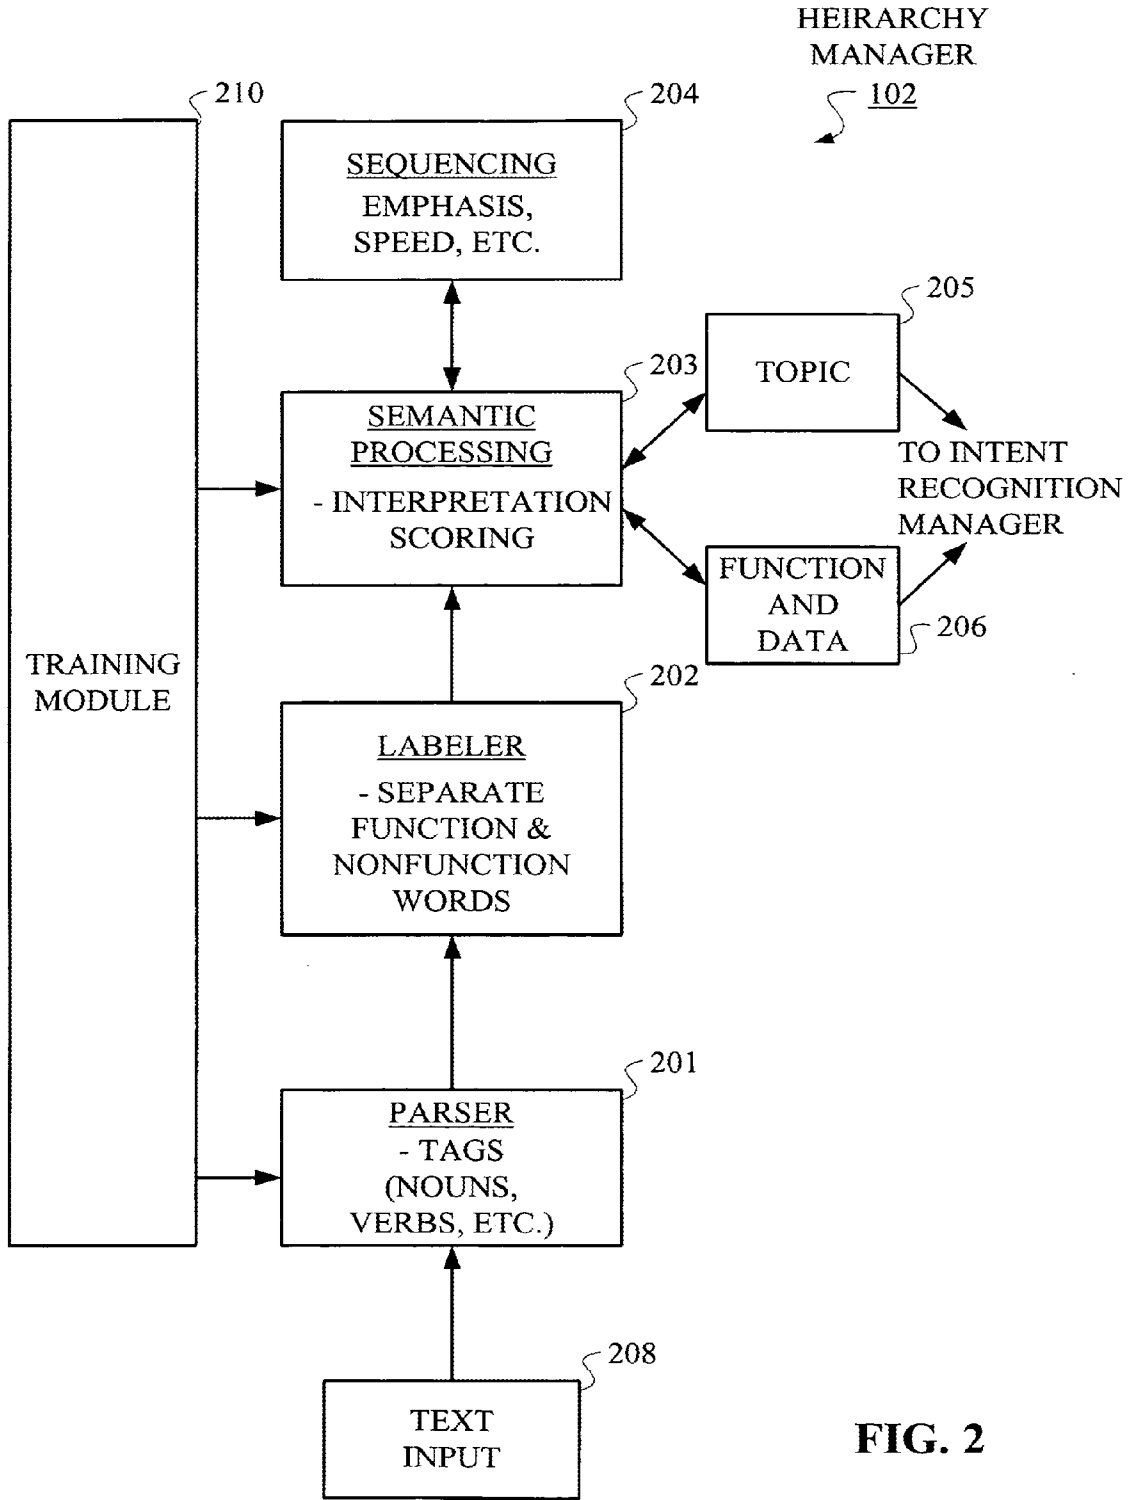 HEIRARCHY
MANAGER
102
210
204
SEQUENCING
EMPHASIS,
SPEED, ETC.
205
TOPIC
203
SEMANTIC
PROCESSING
- INTERPRETATION
SCORING
TO INTENT
RECOGNITION
MANAGER
FUNCTION
AND
DATA
206
TRAINING
MODULE
202
LABELER
- SEPARATE
FUNCTION &
NONFUNCTION
WORDS
201
PARSER
- TAGS
(NOUNS,
VERBS, ETC.)
208
TEXT
INPUT
FIG. 2